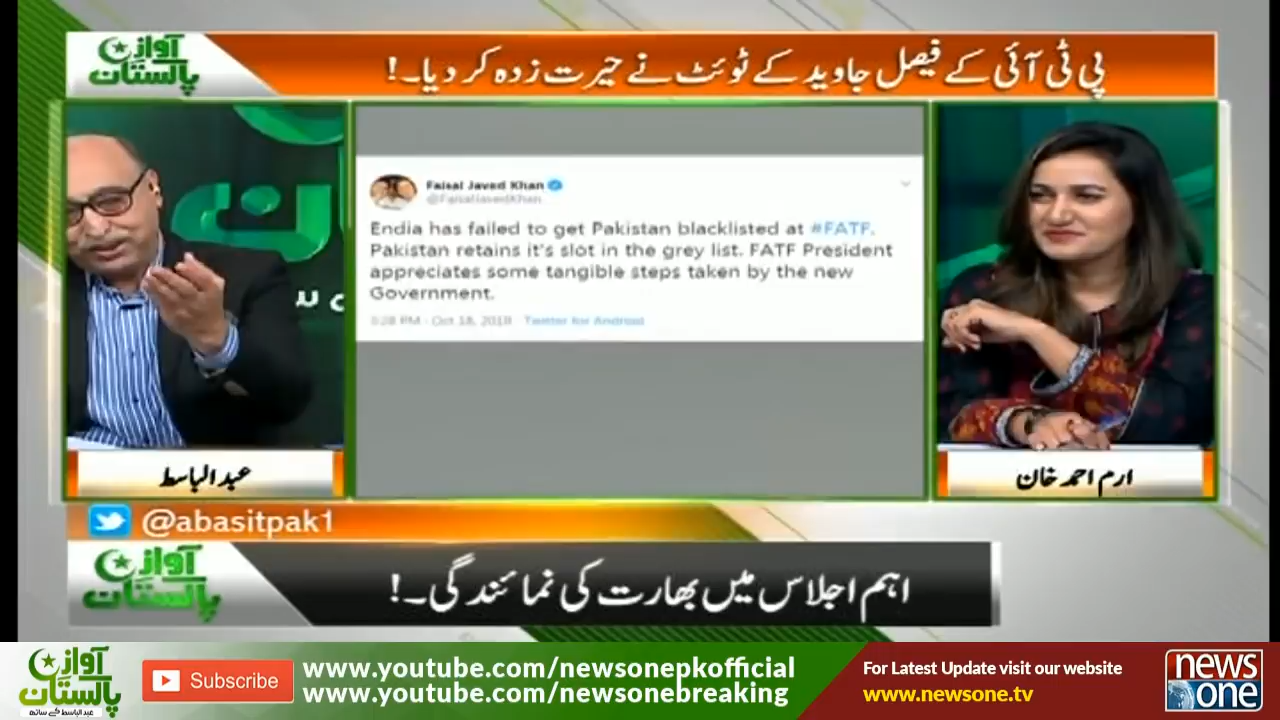 آواز پاکستان
پی ٹی آئی کے فیصل جاوید کے ٹوئٹ نے حیرت زدہ کر دیا۔!
Faisal Javed Khan
@FaisalJavedKhan
Endia has failed to get Pakistan blacklisted at #FATF.
Pakistan retains it's slot in the grey list. FATF President
appreciates some tangible steps taken by the new
Government.
Twitter for Android
عبدالباسط
ارم احمد خان
@abasitpak1
آواز پاکستان
اہم اجلاس میں بھارت کی نمائندگی۔!
آواز پاکستان
عبدالباسط کے ساتھ
Subscribe
www.youtube.com/newsonepkofficial
www.youtube.com/newsonebreaking
For Latest Update visit our website
www.newsone.tv
news
one